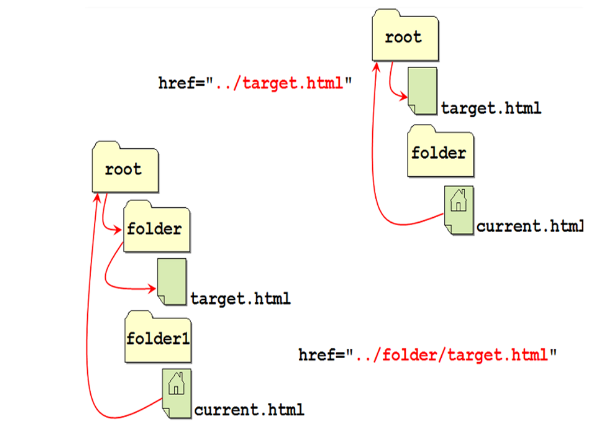 root
href="../target.html"
target.html
folder
current.html
root
folder
target.html
folder1
href="../folder/target.html"
current.html